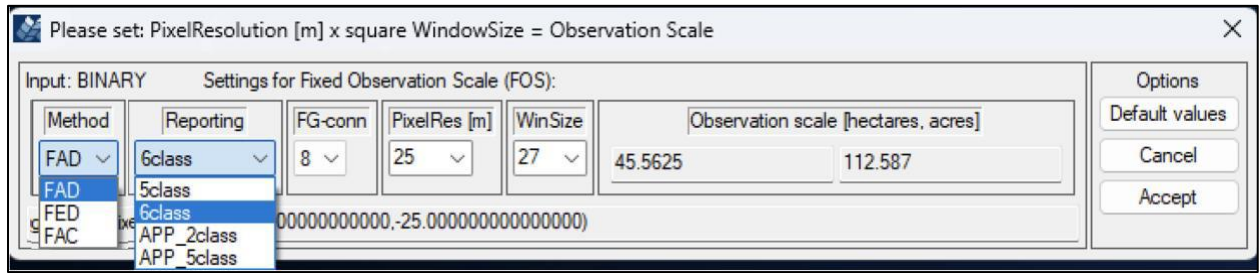 Please set: PixelResolution [m] x square WindowSize = Observation Scale
Input: BINARY Settings for Fixed Observation Scale (FOS):
Method Reporting FG-conn PixelRes [m] WinSize Observation scale [hectares, acres]
FAD 6class 8 25 27 45.5625 112.587
FAD 5class
FED 6class 00000000000,-25.000000000000000)
FAC APP_2class
APP_5class
Options
Default values
Cancel
Accept